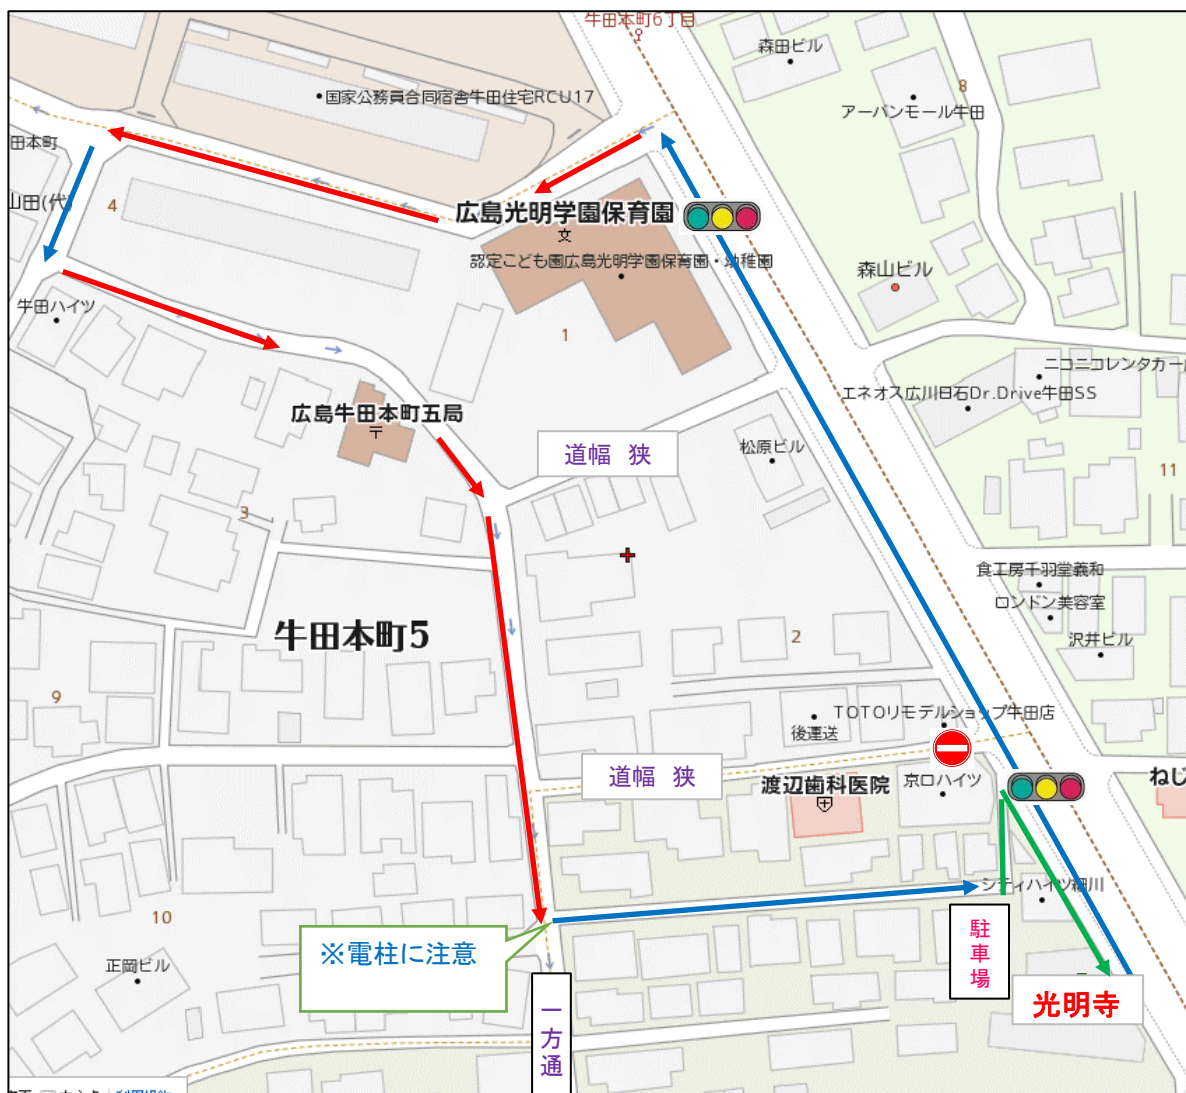 牛田本町6丁目
森田ビル
国家公務員合同宿舎牛田住宅RCU17
アーバンモール牛田
8
田本町
山田(代)
4
広島光明学園保育園
文
認定こども園広島光明学園保育園・幼稚園
森山ビル
牛田ハイツ
1
ニコニコレンタカー
エネオス広川日石Dr.Drive牛田SS
広島牛田本町五局
〒
道幅 狭
松原ビル
11
3
食工房千羽堂義和
ロンドン美容室
牛田本町5
2
沢井ビル
9
TOTOリモデルショップ牛田店
後運送
道幅 狭
渡辺歯科医院
京口ハイツ
ねじ
シティハイツ細川
10
※電柱に注意
駐車場
正岡ビル
光明寺
一方通